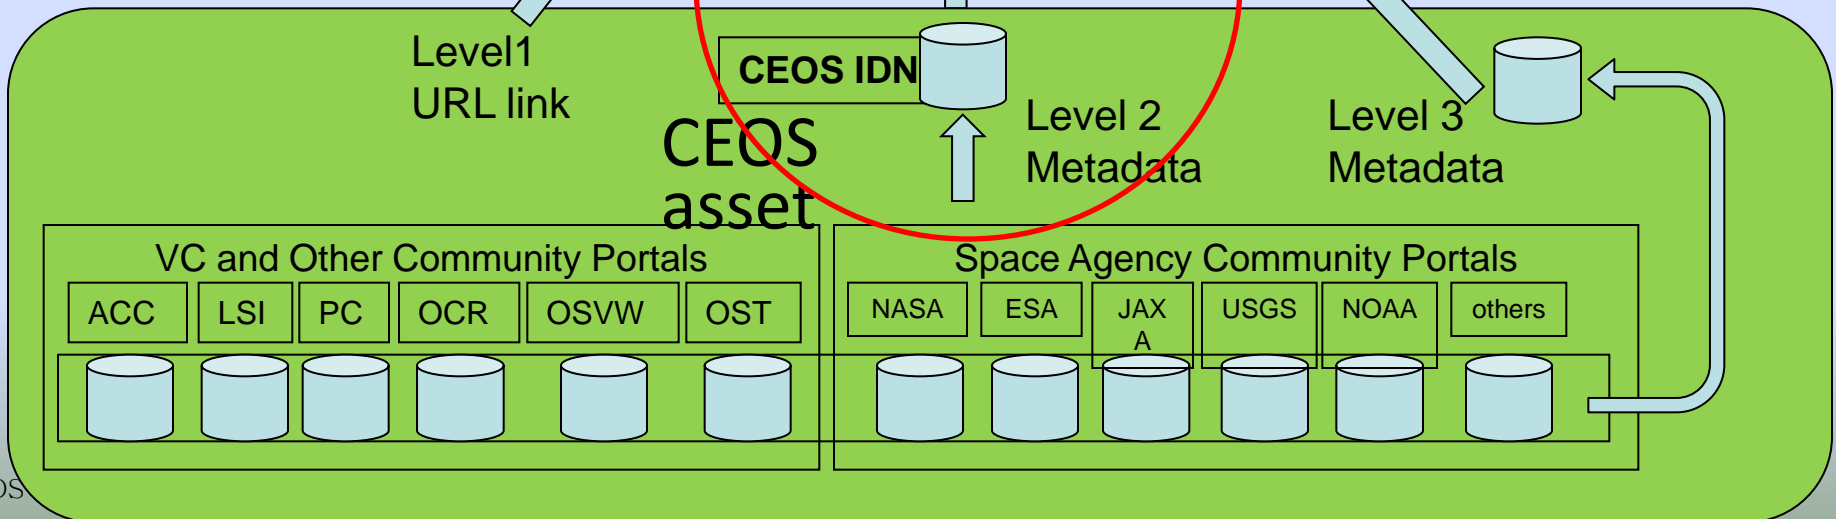 Level1
URL link
CEOS IDN
Level 2
Metadata
Level 3
Metadata
CEOS
asset
VC and Other Community Portals
ACC
LSI
PC
OCR
OSVW
OST
Space Agency Community Portals
NASA
ESA
JAX
A
USGS
NOAA
others